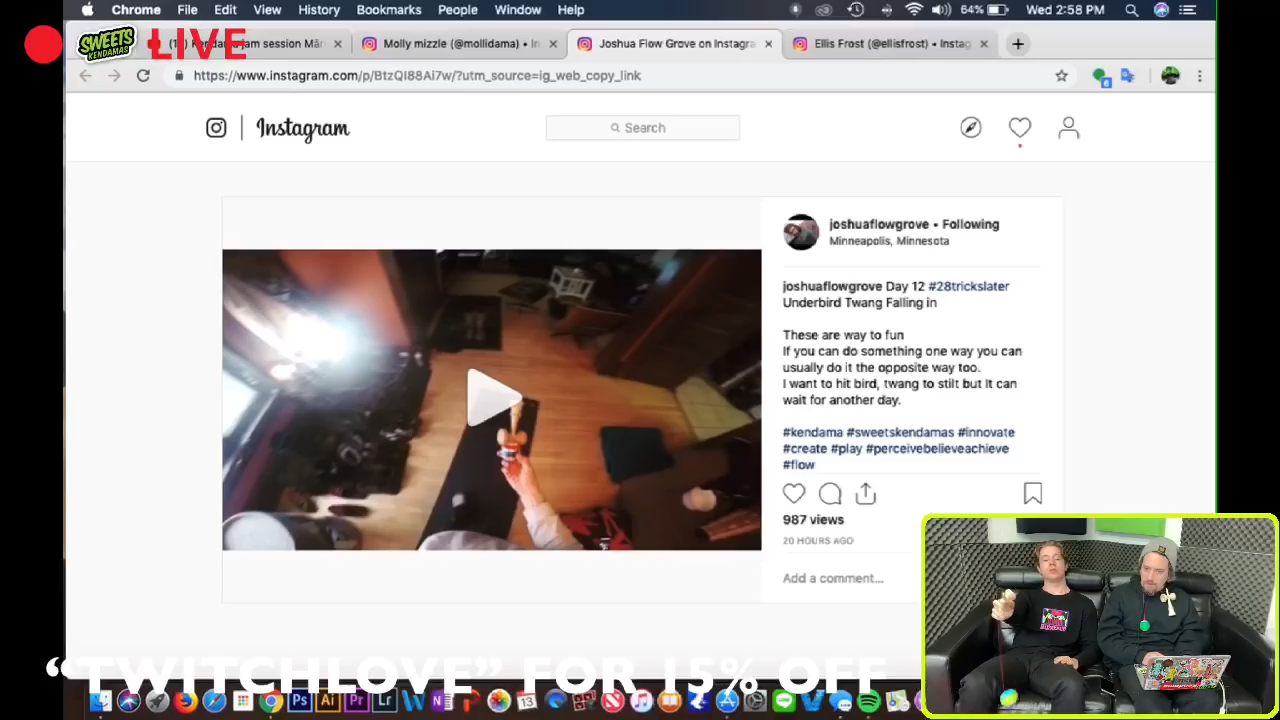 Chrome File Edit View History Bookmarks People Window Help 64% Wed 2:58 PM
SWEETS KENDAMAS
LIVE
Molly mizzle (@mollidama) • In
Joshua Flow Grove on Instagra
Ellis Frost (@ellisfrost) • Instag
https://www.instagram.com/p/BtzQI88Ai7w/?utm_source=ig_web_copy_link
Instagram
Search
joshuaflowgrove • Following
Minneapolis, Minnesota
joshuaflowgrove Day 12 #28trickslater
Underbird Twang Falling in
These are way to fun
If you can do something one way you can
usually do it the opposite way too.
I want to hit bird, twang to stilt but It can
wait for another day.
#kendama #sweetskendamas #innovate
#create #play #perceivebelieveachieve
#flow
987 views
20 HOURS AGO
Add a comment...
“TWITCHLOVE” FOR 15% OFF